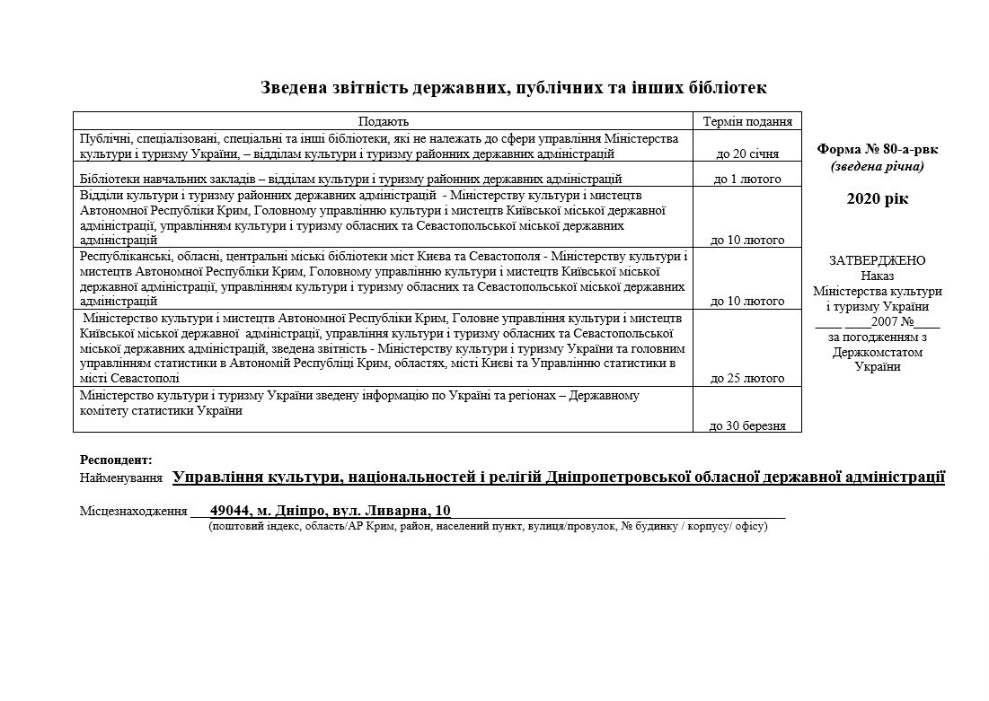 Зведена звітність державних, публічних та інших бібліотек
Подають
Термін подання
Публічні, спеціалізовані, спеціальні та інші бібліотеки, які не належать до сфери управління Міністерства
культури і туризму України, – відділам культури і туризму районних державних адміністрацій
до 20 січня
Бібліотеки навчальних закладів – відділам культури і туризму районних державних адміністрацій
до 1 лютого
Відділи культури і туризму районних державних адміністрацій - Міністерству культури і мистецтв
Автономної Республіки Крим, Головному управлінню культури і мистецтв Київської міської державної
адміністрації, управлінням культури і туризму обласних та Севастопольської міської державних
адміністрацій
до 10 лютого
Республіканські, обласні, центральні міські бібліотеки міст Києва та Севастополя - Міністерству культури і
мистецтв Автономної Республіки Крим, Головному управлінню культури і мистецтв Київської міської
державної адміністрації, управлінням культури і туризму обласних та Севастопольської міської державних
адміністрацій
до 10 лютого
Міністерство культури і мистецтв Автономної Республіки Крим, Головне управління культури і мистецтв
Київської міської державної адміністрації, управління культури і туризму обласних та Севастопольської
міської державних адміністрацій, зведена звітність - Міністерству культури і туризму України та головним
управлінням статистики в Автономій Республіці Крим, областях, місті Києві та Управлінню статистики в
місті Севастополі
до 25 лютого
Міністерство культури і туризму України зведену інформацію по Україні та регіонах – Державному
комітету статистики України
до 30 березня
Форма № 80-а-рвк
(зведена річна)
2020 рік
ЗАТВЕРДЖЕНО
Наказ
Міністерства культури
і туризму України
____ ____2007 №____
за погодженням з
Держкомстатом
України
Респондент:
Найменування Управління культури, національностей і релігій Дніпропетровської обласної державної адміністрації
Місцезнаходження 49044, м. Дніпро, вул. Ливарна, 10
(поштовий індекс, область/АР Крим, район, населений пункт, вулиця/провулок, № будинку / корпусу/ офісу)